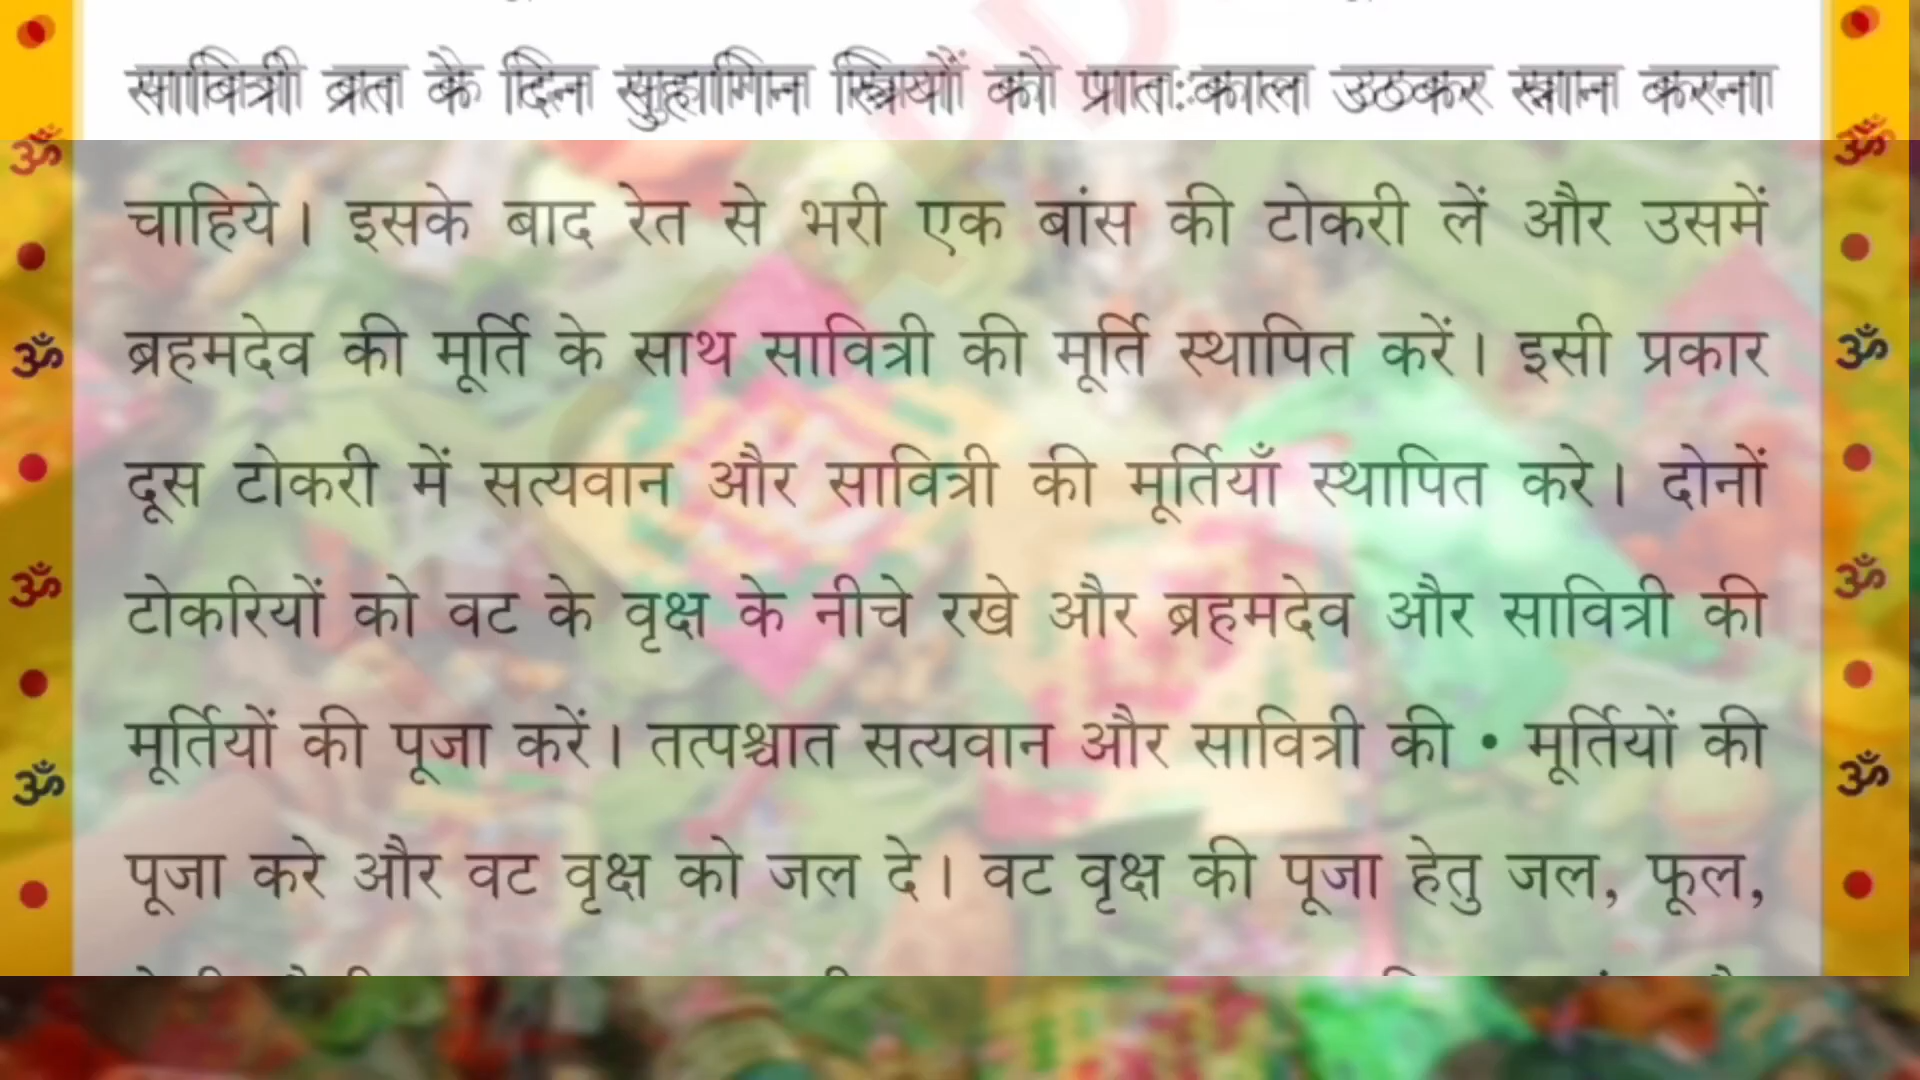 सावित्री व्रत के दिन सुहागिन स्त्रियों को प्रातःकाल उठकर स्नान करना
चाहिये। इसके बाद रेत से भरी एक बांस की टोकरी लें और उसमें
ब्रहमदेव की मूर्ति के साथ सावित्री की मूर्ति स्थापित करें। इसी प्रकार
दूस टोकरी में सत्यवान और सावित्री की मूर्तियाँ स्थापित करे। दोनों
टोकरियों को वट के वृक्ष के नीचे रखे और ब्रहमदेव और सावित्री की
मूर्तियों की पूजा करें। तत्पश्चात सत्यवान और सावित्री की • मूर्तियों की
पूजा करे और वट वृक्ष को जल दे। वट वृक्ष की पूजा हेतु जल, फूल,